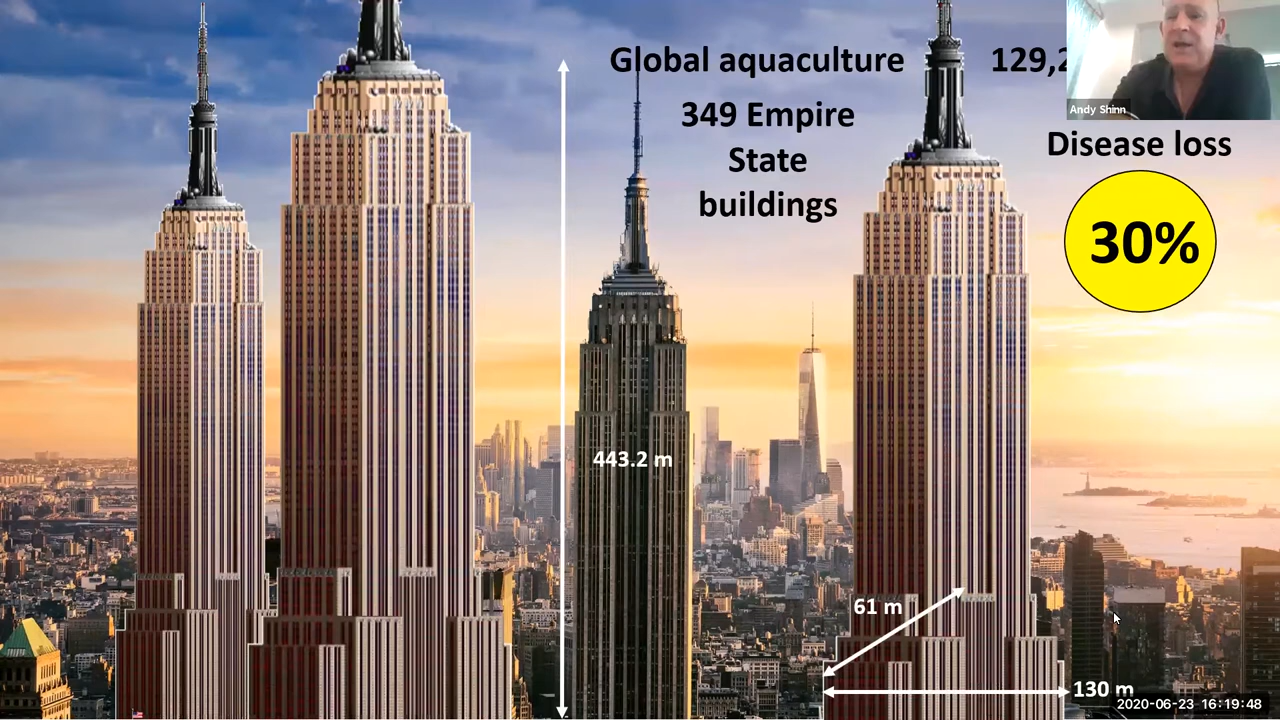 Global aquaculture
129,2
Andy Shinn
349 Empire
State
buildings
Disease loss
30%
443.2 m
61 m
130 m
2020-06-23 16:19:48